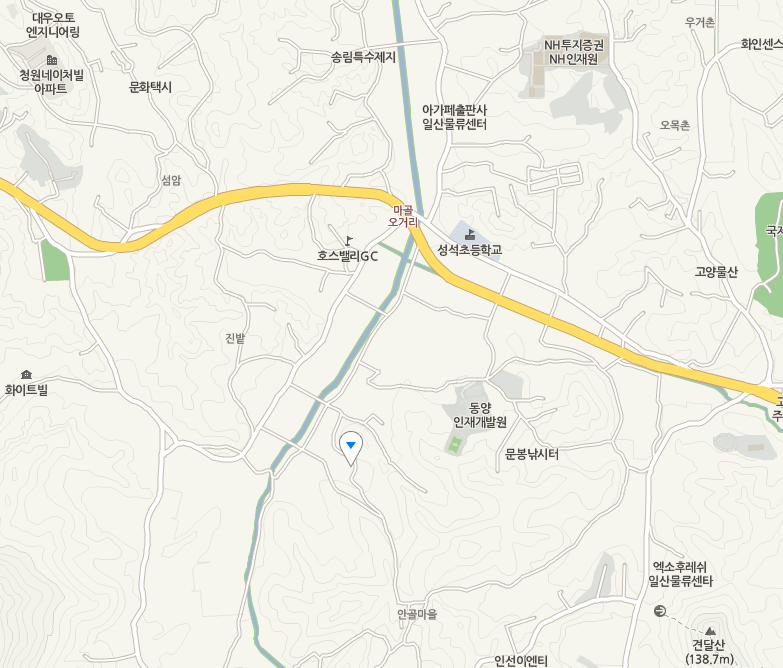 대우오토
엔지니어링
우거촌
화인센스
NH투자증권
NH인재원
송림특수제지
청원네이처빌
아파트
문화택시
아가페출판사
일산물류센터
오목촌
섬암
마골
오거리
국제
호스밸리GC
성석초등학교
고양물산
진밭
화이트빌
동양
인재개발원
고
주
문봉낚시터
엑소후레쉬
일산물류센타
안골마을
견달산
(138.7m)
인선이엔티